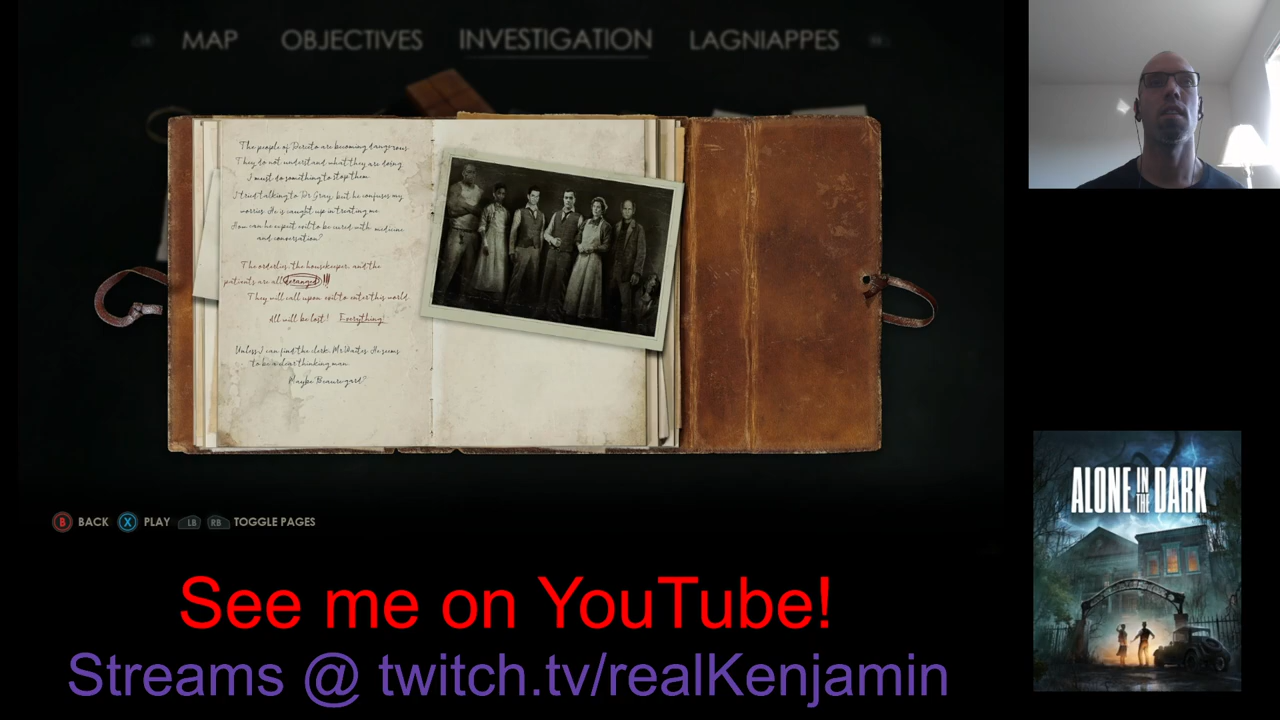 MAP OBJECTIVES INVESTIGATION LAGNIAPPES
The people of Derceto are becoming dangerous.
They do not understand what they are doing.
I must do something to stop them.
I tried talking to Dr Gray, but he confuses my
worries. He is caught up in treating me.
How can he expect evil to be cured with medicine
and conversation?
The orderlies, the housekeeper, and the
patients are all deranged!!!
They will call upon evil to enter this world.
All will be lost! Everything!
Unless I can find the clerk, Mr Waites. He seems
to be a clear thinking man.
Maybe Beauregard?
B BACK X PLAY LB RB TOGGLE PAGES
See me on YouTube!
Streams @ twitch.tv/realKenjamin
ALONE IN THE DARK